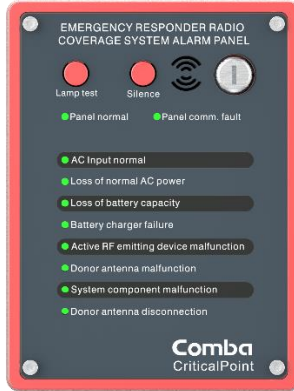 EMERGENCY RESPONDER RADIO
COVERAGE SYSTEM ALARM PANEL
Lamp test
Silence
Panel normal
Panel comm. fault
AC Input normal
Loss of normal AC power
Loss of battery capacity
Battery charger failure
Active RF emitting device malfunction
Donor antenna malfunction
System component malfunction
Donor antenna disconnection
Comba
CriticalPoint